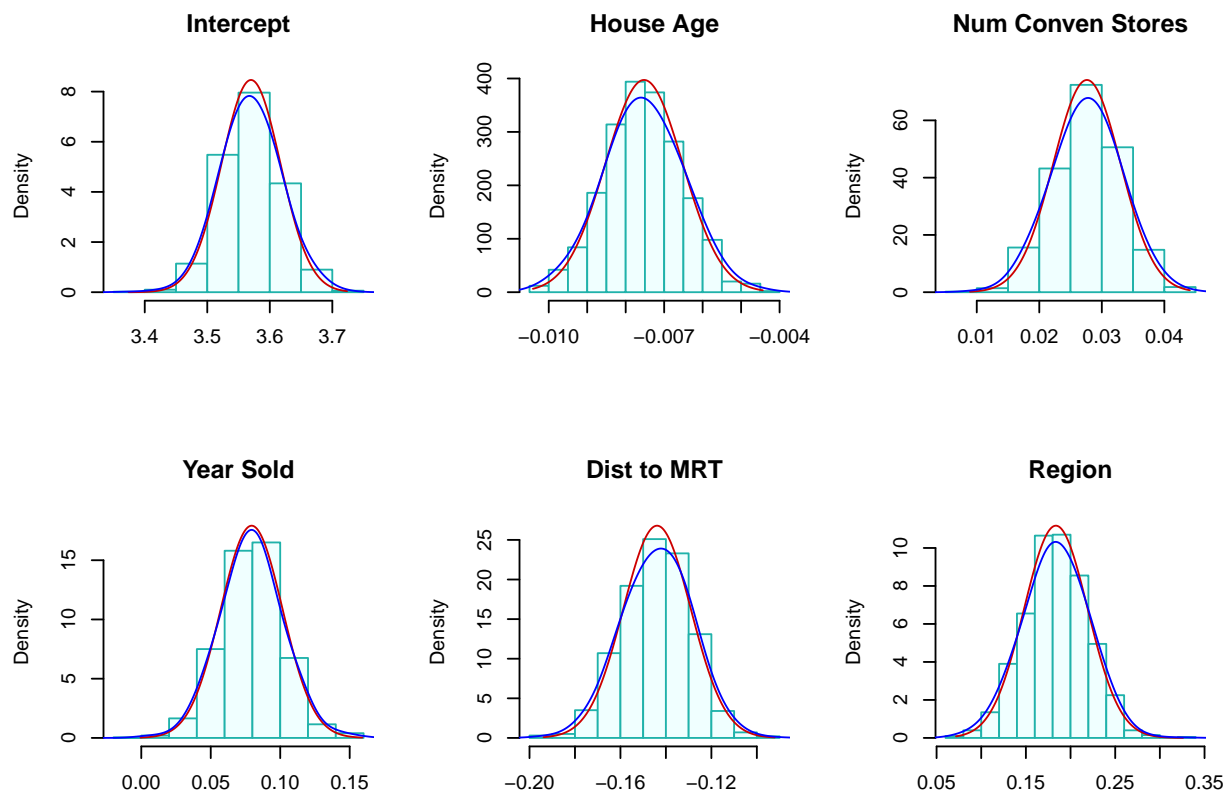 Intercept
Density
0 2 4 6 8
3.4 3.5 3.6 3.7
House Age
Density
0 100 200 300 400
−0.010 −0.007 −0.004
Num Conven Stores
Density
0 20 40 60
0.01 0.02 0.03 0.04
Year Sold
Density
0 5 10 15
0.00 0.05 0.10 0.15
Dist to MRT
Density
0 5 10 15 20 25
−0.20 −0.16 −0.12
Region
Density
0 2 4 6 8 10
0.05 0.15 0.25 0.35